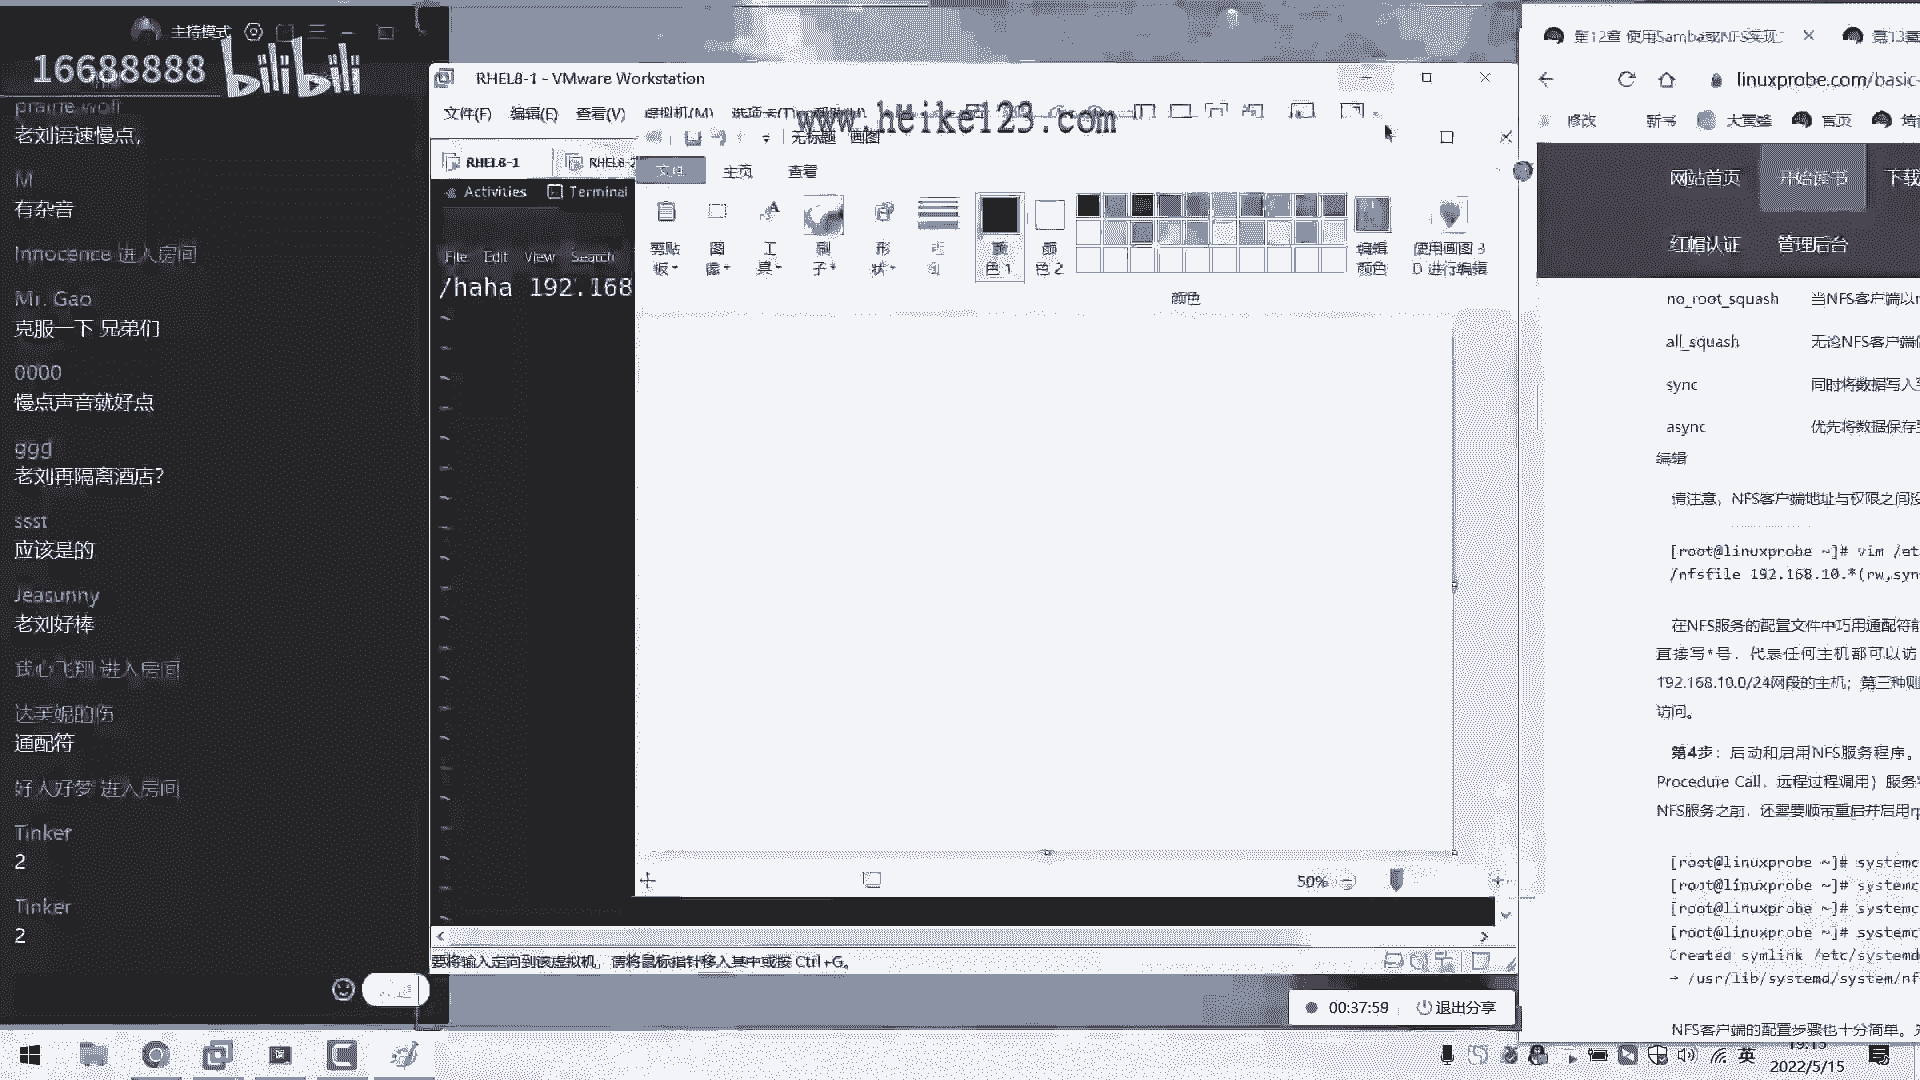 主持模式
16688888 bilibili
prairie wolf
老刘语速慢点,
M
有杂音
Innocence 进入房间
Mr. Gao
克服一下 兄弟们
0000
慢点声音就好点
ggg
老刘再隔离酒店?
ssst
应该是的
Jeasunny
老刘好棒
我心飞翔 进入房间
通配符
好人好梦 进入房间
Tinker
2
Tinker
2
RHEL8-1 - VMware Workstation
文件(F) 编辑(E) 查看(V) 虚拟机(M) 选项卡(T) 帮助(H)
www.heike123.com
无标题 画图
RHEL8-1
RHEL8-2
文件 主页 查看
Activities Terminal
File Edit View Search
/haha 192.168
剪贴板
图像
工具
刷子
形状
颜色 1
颜色 2
编辑颜色
使用画图 3D 进行编辑
颜色
50%
要将输入定向到该虚拟机，请将鼠标指针移入其中或按 Ctrl+G。
00:37:59 退出分享
第12章 使用Samba或NFS实现
第13章
linuxprobe.com/basic-
修改 新书 大黄蜂 首页
网站首页 开始读书 下载
红帽认证 管理后台
no_root_squash 当NFS客户端以r
all_squash 无论NFS客户端使
sync 同时将数据写入到
async 优先将数据保存到
编辑
请注意，NFS客户端地址与权限之间没
[root@linuxprobe ~]# vim /et
/nfsfile 192.168.10.*(rw,syn
在NFS服务的配置文件中巧用通配符能
直接写*号，代表任何主机都可以访
192.168.10.0/24网段的主机；第三种则
访问。
第4步：启动和启用NFS服务程序。
Procedure Call，远程过程调用）服务
NFS服务之前，还需要顺带重启并启用rp
[root@linuxprobe ~]# systemc
[root@linuxprobe ~]# systemc
[root@linuxprobe ~]# systemc
[root@linuxprobe ~]# systemc
Created symlink /etc/systemd
→ /usr/lib/systemd/system/nf
NFS客户端的配置步骤也十分简单。
英
19:15
2022/5/15